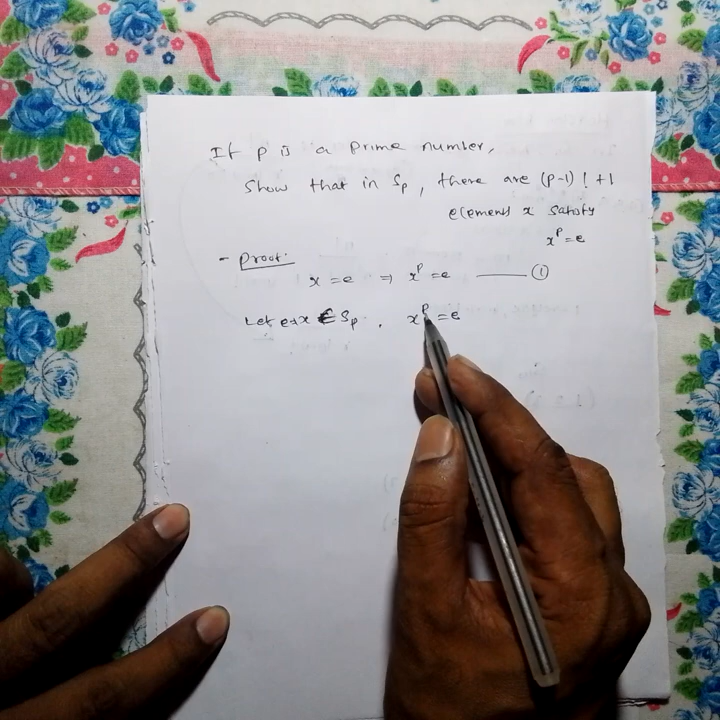 If p is a prime number,
Show that in Sp, there are (p-1)! +1
elements x satisfy
x^p = e
- Proof:
x = e ⇒ x^p = e —— ①
Let e≠x ∈ Sp, x^p = e